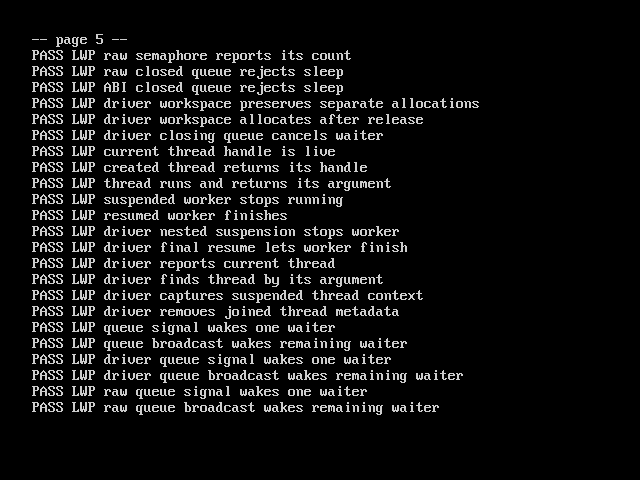 -- page 5 --
PASS LWP raw semaphore reports its count
PASS LWP raw closed queue rejects sleep
PASS LWP ABI closed queue rejects sleep
PASS LWP driver workspace preserves separate allocations
PASS LWP driver workspace allocates after release
PASS LWP driver closing queue cancels waiter
PASS LWP current thread handle is live
PASS LWP created thread returns its handle
PASS LWP thread runs and returns its argument
PASS LWP suspended worker stops running
PASS LWP resumed worker finishes
PASS LWP driver nested suspension stops worker
PASS LWP driver final resume lets worker finish
PASS LWP driver reports current thread
PASS LWP driver finds thread by its argument
PASS LWP driver captures suspended thread context
PASS LWP driver removes joined thread metadata
PASS LWP queue signal wakes one waiter
PASS LWP queue broadcast wakes remaining waiter
PASS LWP driver queue signal wakes one waiter
PASS LWP driver queue broadcast wakes remaining waiter
PASS LWP raw queue signal wakes one waiter
PASS LWP raw queue broadcast wakes remaining waiter